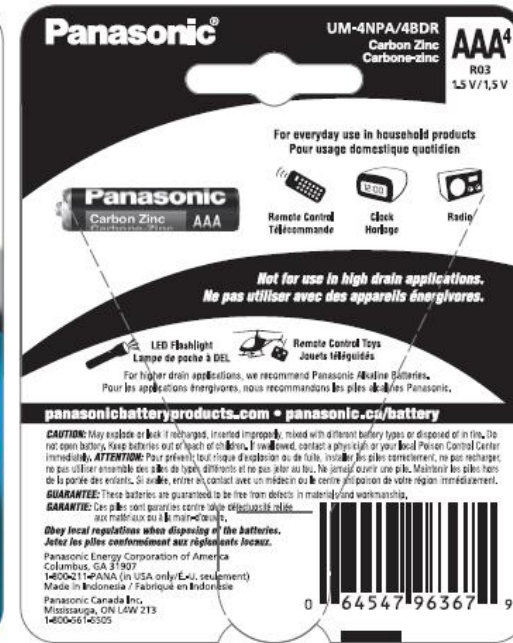 Panasonic®
UM-4NPA/4BDR
Carbon Zinc
Carbone-zinc
AAA4
R03
1.5 V/1,5 V
For everyday use in household products
Pour usage domestique quotidien
Panasonic
Carbon Zinc
Carbone-Zinc
AAA
Remote Control
Télécommande
Clock
Horloge
Radio
Not for use in high drain applications.
Ne pas utiliser avec des appareils énergivores.
LED Flashlight
Lampe de poche à DEL
Remote Control Toys
Jouets téléguidés
For higher drain applications, we recommend Panasonic Alkaline Batteries.
Pour les applications énergivores, nous recommandons les piles alcalines Panasonic.
panasonicbatteryproducts.com • panasonic.ca/battery
CAUTION: May explode or leak if recharged, inserted improperly, mixed with different battery types or disposed of in fire. Do
not open battery. Keep batteries out of reach of children. If swallowed, contact a physician or your local Poison Control Center
immediately. ATTENTION: Pour prévenir tout risque d'explosion ou de fuite, installer les piles correctement, ne pas recharger,
ne pas utiliser ensemble des piles de types différents et ne pas jeter au feu. Ne jamais ouvrir une pile. Maintenir les piles hors
de la portée des enfants. Si avalée, entrer en contact avec un médecin ou le centre antipoison de votre région immédiatement.
GUARANTEE: These batteries are guaranteed to be free from defects in materials and workmanship.
GARANTIE: Ces piles sont garanties contre toute défectuosité reliée
aux matériaux ou à la main-d'œuvre.
Obey local regulations when disposing of the batteries.
Jetez les piles conformément aux règlements locaux.
Panasonic Energy Corporation of America
Columbus, GA 31907
1-800-211-PANA (in USA only/É.-U. seulement)
Made in Indonesia / Fabriqué en Indonésie
Panasonic Canada Inc.
Mississauga, ON L4W 2T3
1-800-561-5505
0 64547 96367 9